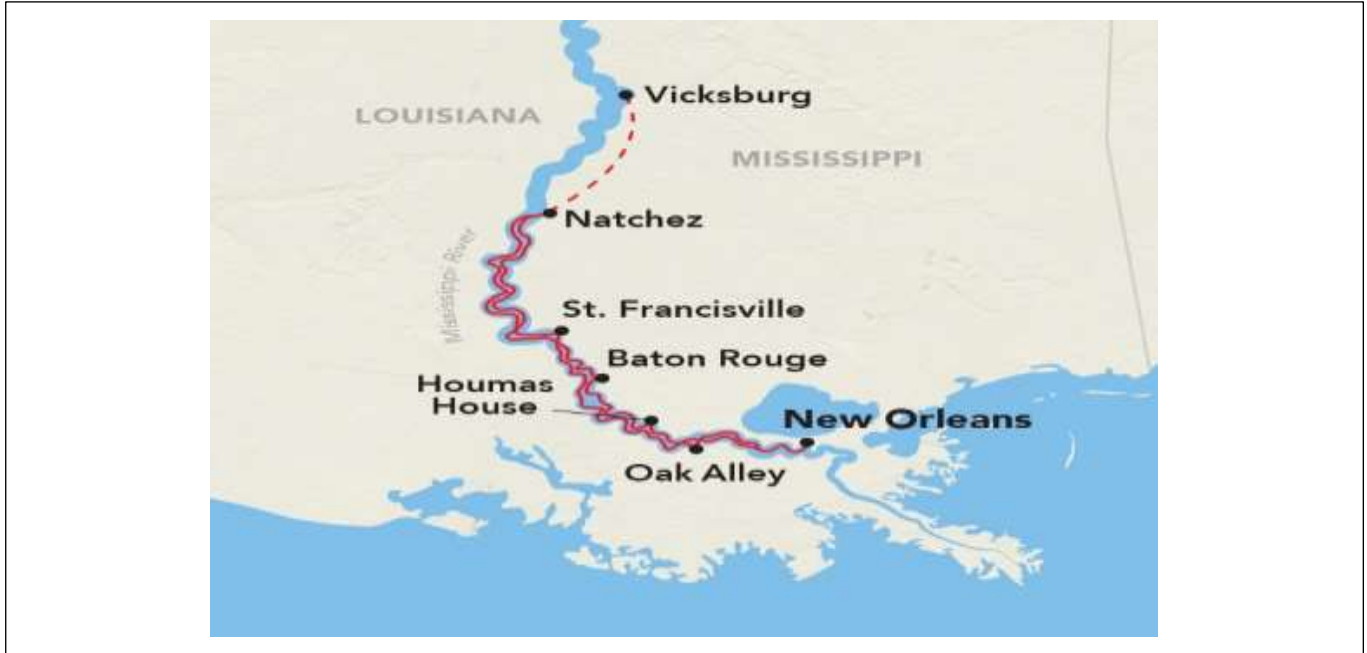 Vicksburg
LOUISIANA
MISSISSIPPI
Natchez
Mississippi River
St. Francisville
Baton Rouge
Houmas
House
New Orleans
Oak Alley